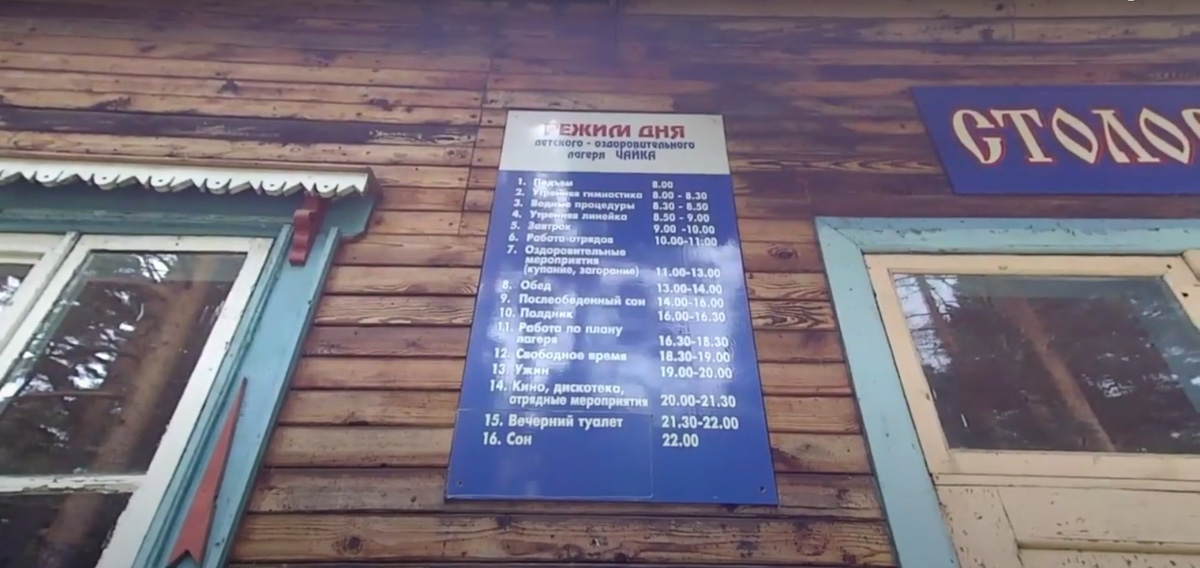 РЕЖИМ ДНЯ
детского - оздоровительного
лагеря ЧАЙКА
1. Подъем 8.00
2. Утренняя гимнастика 8.00 - 8.30
3. Водные процедуры 8.30 - 8.50
4. Утренняя линейка 8.50 - 9.00
5. Завтрак 9.00 -10.00
6. Работа отрядов 10.00-11.00
7. Оздоровительные
мероприятия
(купание, загорание) 11.00-13.00
8. Обед 13.00-14.00
9. Послеобеденный сон 14.00-16.00
10. Полдник 16.00-16.30
11. Работа по плану
лагеря 16.30-18.30
12. Свободное время 18.30-19.00
13. Ужин 19.00-20.00
14. Кино, дискотека,
отрядные мероприятия 20.00-21.30
15. Вечерний туалет 21.30-22.00
16. Сон 22.00
СТОЛО